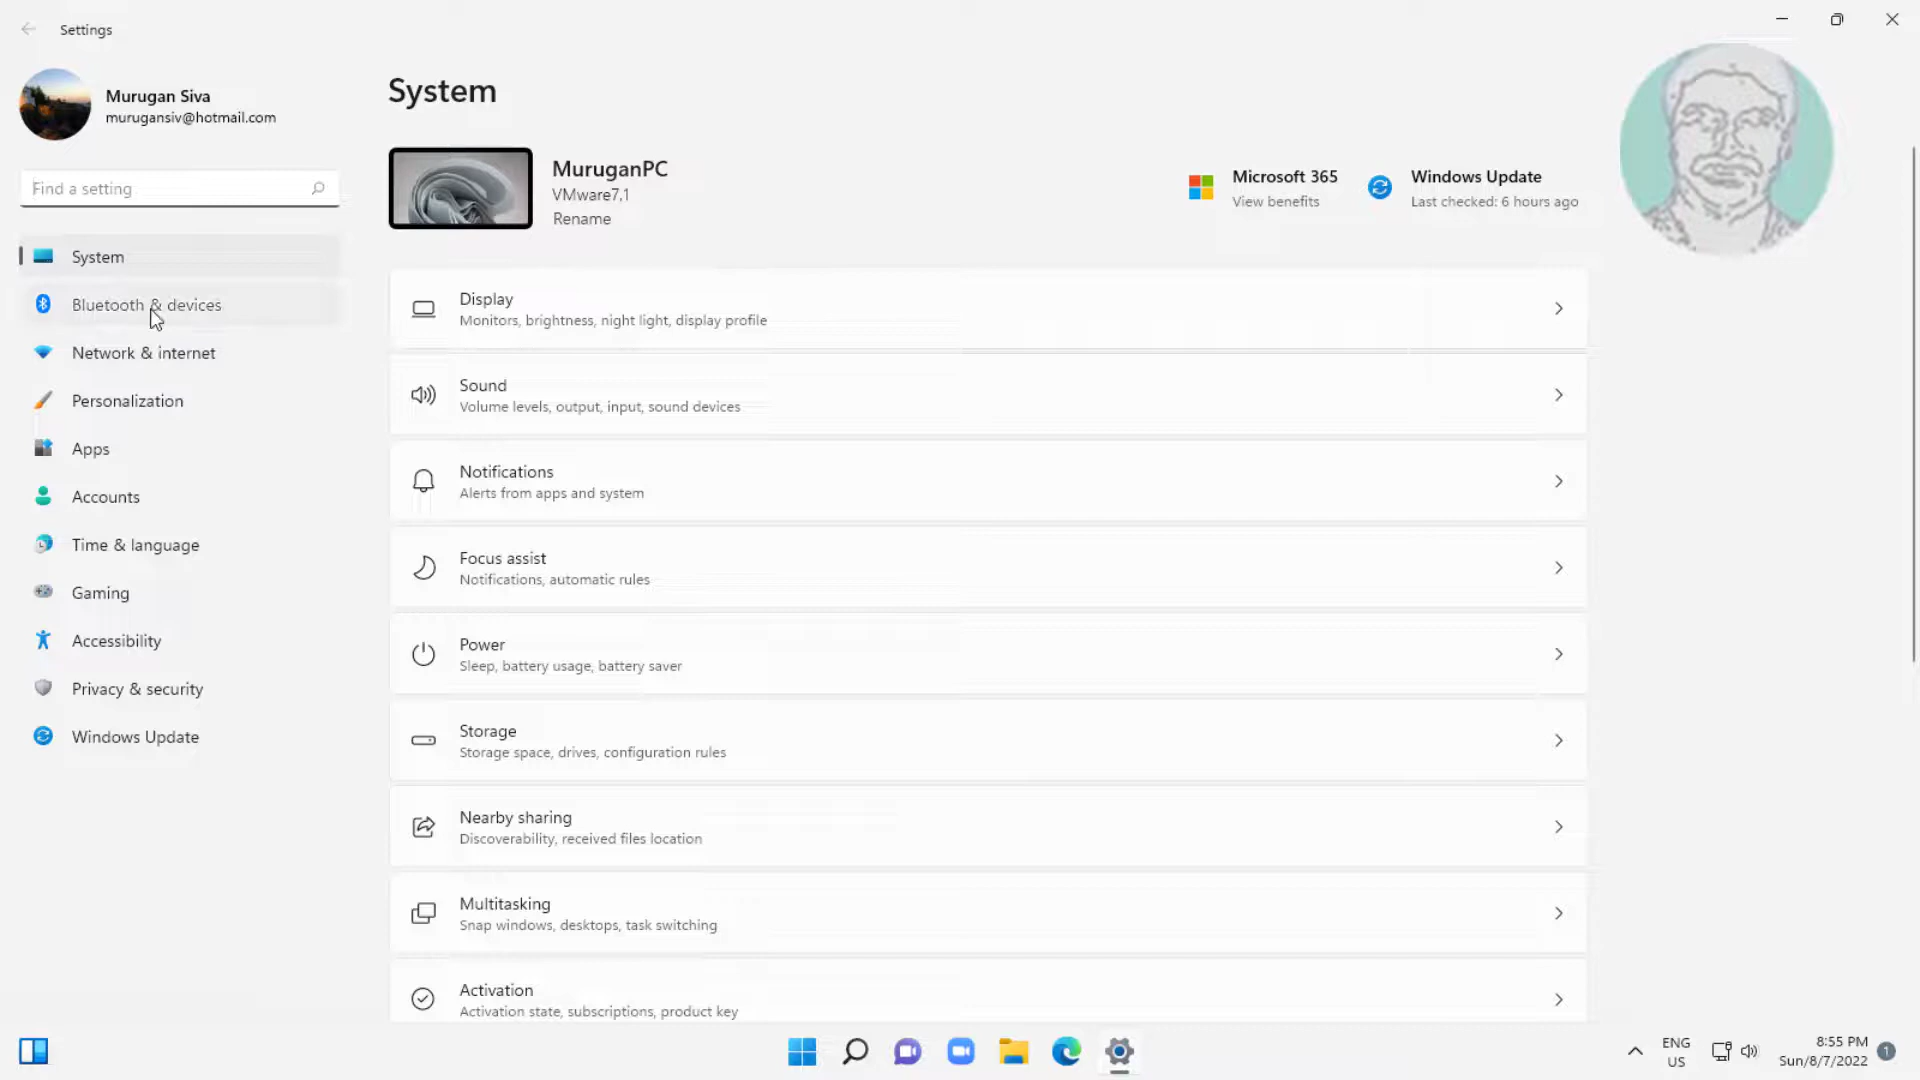 Settings
Murugan Siva
murugansiv@hotmail.com
Find a setting
System
Bluetooth & devices
Network & internet
Personalization
Apps
Accounts
Time & language
Gaming
Accessibility
Privacy & security
Windows Update
System
MuruganPC
VMware7,1
Rename
Microsoft 365
View benefits
Windows Update
Last checked: 6 hours ago
Display
Monitors, brightness, night light, display profile
Sound
Volume levels, output, input, sound devices
Notifications
Alerts from apps and system
Focus assist
Notifications, automatic rules
Power
Sleep, battery usage, battery saver
Storage
Storage space, drives, configuration rules
Nearby sharing
Discoverability, received files location
Multitasking
Snap windows, desktops, task switching
Activation
Activation state, subscriptions, product key
ENG
US
8:55 PM
Sun/8/7/2022
1